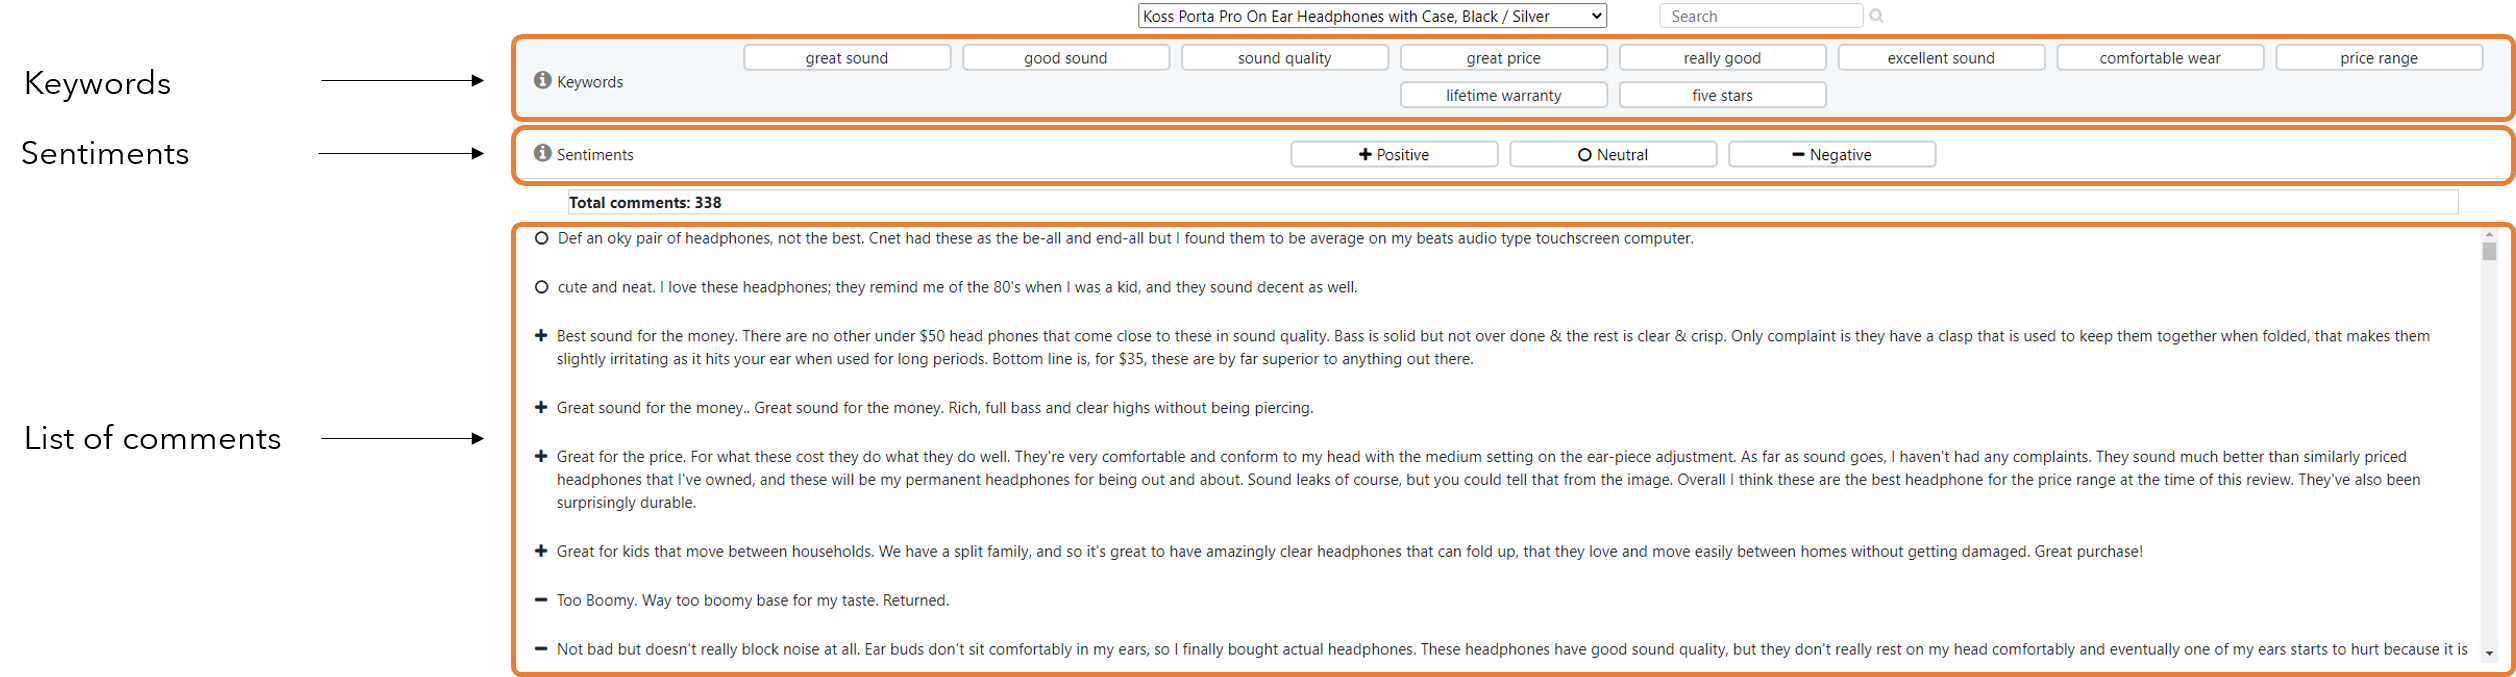 Koss Porta Pro On Ear Headphones with Case, Black / Silver
Search
Keywords
Keywords
great sound
good sound
sound quality
great price
really good
excellent sound
comfortable wear
price range
lifetime warranty
five stars
Sentiments
Sentiments
Positive
Neutral
Negative
Total comments: 338
List of comments
Def an oky pair of headphones, not the best. Cnet had these as the be-all and end-all but I found them to be average on my beats audio type touchscreen computer.
cute and neat. I love these headphones; they remind me of the 80's when I was a kid, and they sound decent as well.
Best sound for the money. There are no other under $50 head phones that come close to these in sound quality. Bass is solid but not over done & the rest is clear & crisp. Only complaint is they have a clasp that is used to keep them together when folded, that makes them
slightly irritating as it hits your ear when used for long periods. Bottom line is, for $35, these are by far superior to anything out there.
Great sound for the money.. Great sound for the money. Rich, full bass and clear highs without being piercing.
Great for the price. For what these cost they do what they do well. They're very comfortable and conform to my head with the medium setting on the ear-piece adjustment. As far as sound goes, I haven't had any complaints. They sound much better than similarly priced
headphones that I've owned, and these will be my permanent headphones for being out and about. Sound leaks of course, but you could tell that from the image. Overall I think these are the best headphone for the price range at the time of this review. They've also been
surprisingly durable.
Great for kids that move between households. We have a split family, and so it's great to have amazingly clear headphones that can fold up, that they love and move easily between homes without getting damaged. Great purchase!
Too Boomy. Way too boomy base for my taste. Returned.
Not bad but doesn't really block noise at all. Ear buds don't sit comfortably in my ears, so I finally bought actual headphones. These headphones have good sound quality, but they don't really rest on my head comfortably and eventually one of my ears starts to hurt because it is